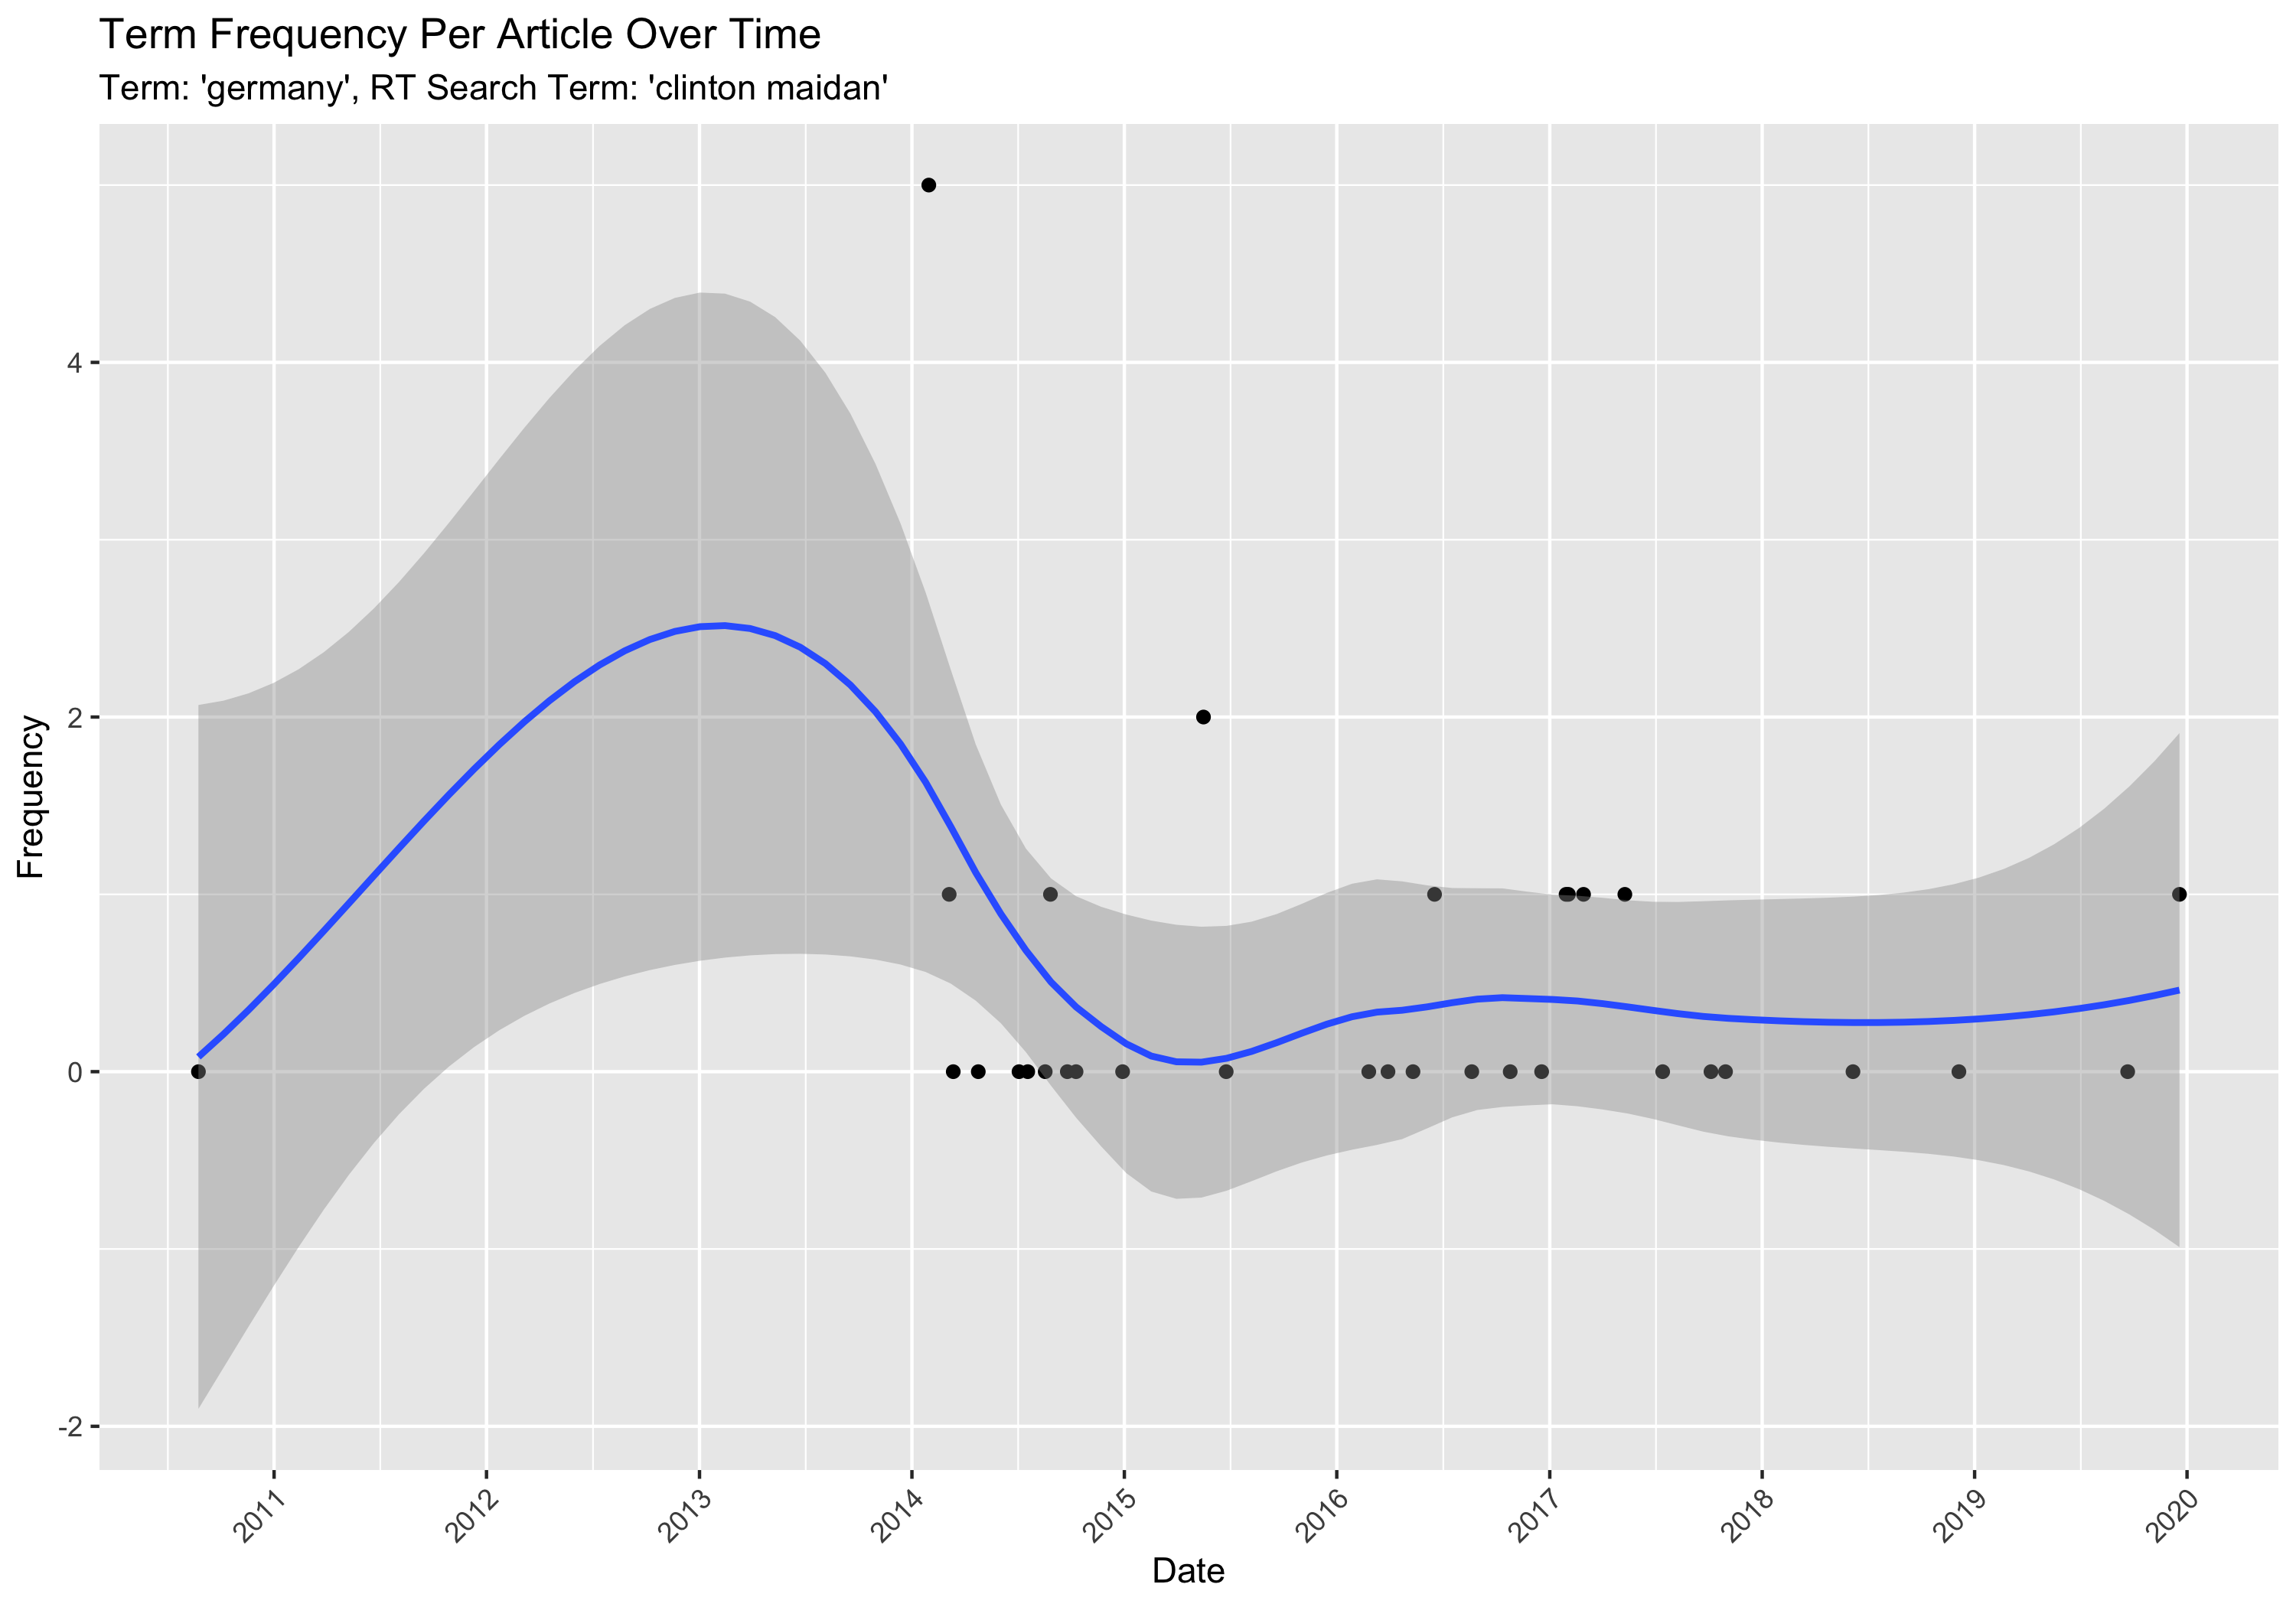 Term Frequency Per Article Over Time
Term: 'germany', RT Search Term: 'clinton maidan'
Frequency
4
2
0
-2
2011 2012 2013 2014 2015 2016 2017 2018 2019 2020
Date